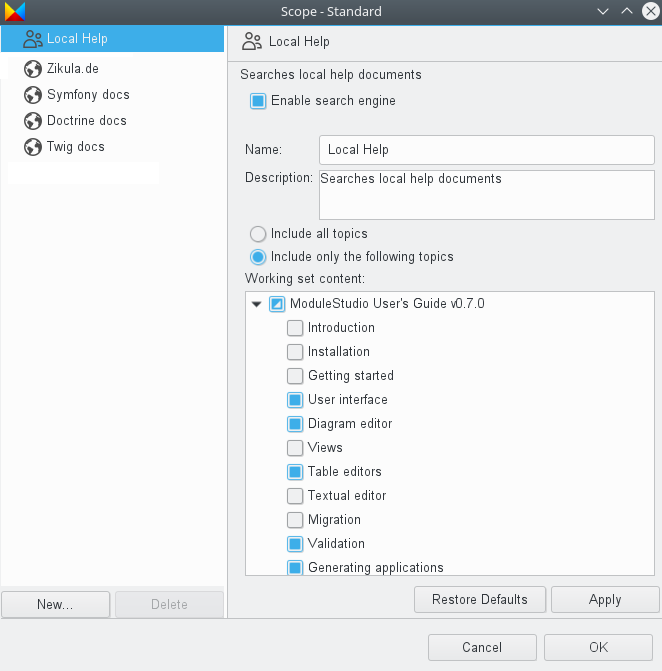 Scope - Standard
Local Help
Zikula.de
Symfony docs
Doctrine docs
Twig docs
New...
Delete
Local Help
Searches local help documents
Enable search engine
Name:
Local Help
Description:
Searches local help documents
Include all topics
Include only the following topics
Working set content:
ModuleStudio User's Guide v0.7.0
Introduction
Installation
Getting started
User interface
Diagram editor
Views
Table editors
Textual editor
Migration
Validation
Generating applications
Restore Defaults
Apply
Cancel
OK